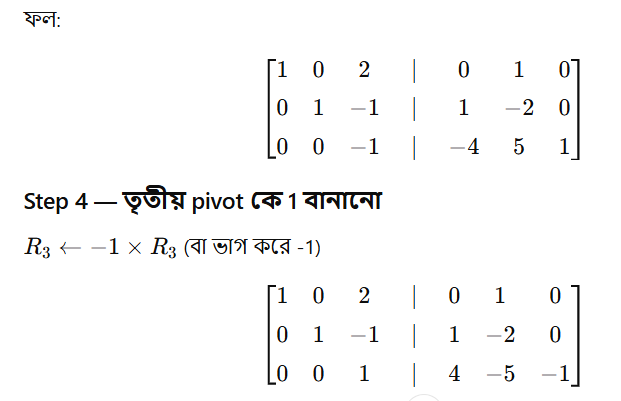 ফল:
[1 0 2 | 0 1 0]
[0 1 −1 | 1 −2 0]
[0 0 −1 | −4 5 1]
Step 4 — তৃতীয় pivot কে 1 বানানো
R₃ ← −1 × R₃ (বা ভাগ করে -1)
[1 0 2 | 0 1 0]
[0 1 −1 | 1 −2 0]
[0 0 1 | 4 −5 −1]